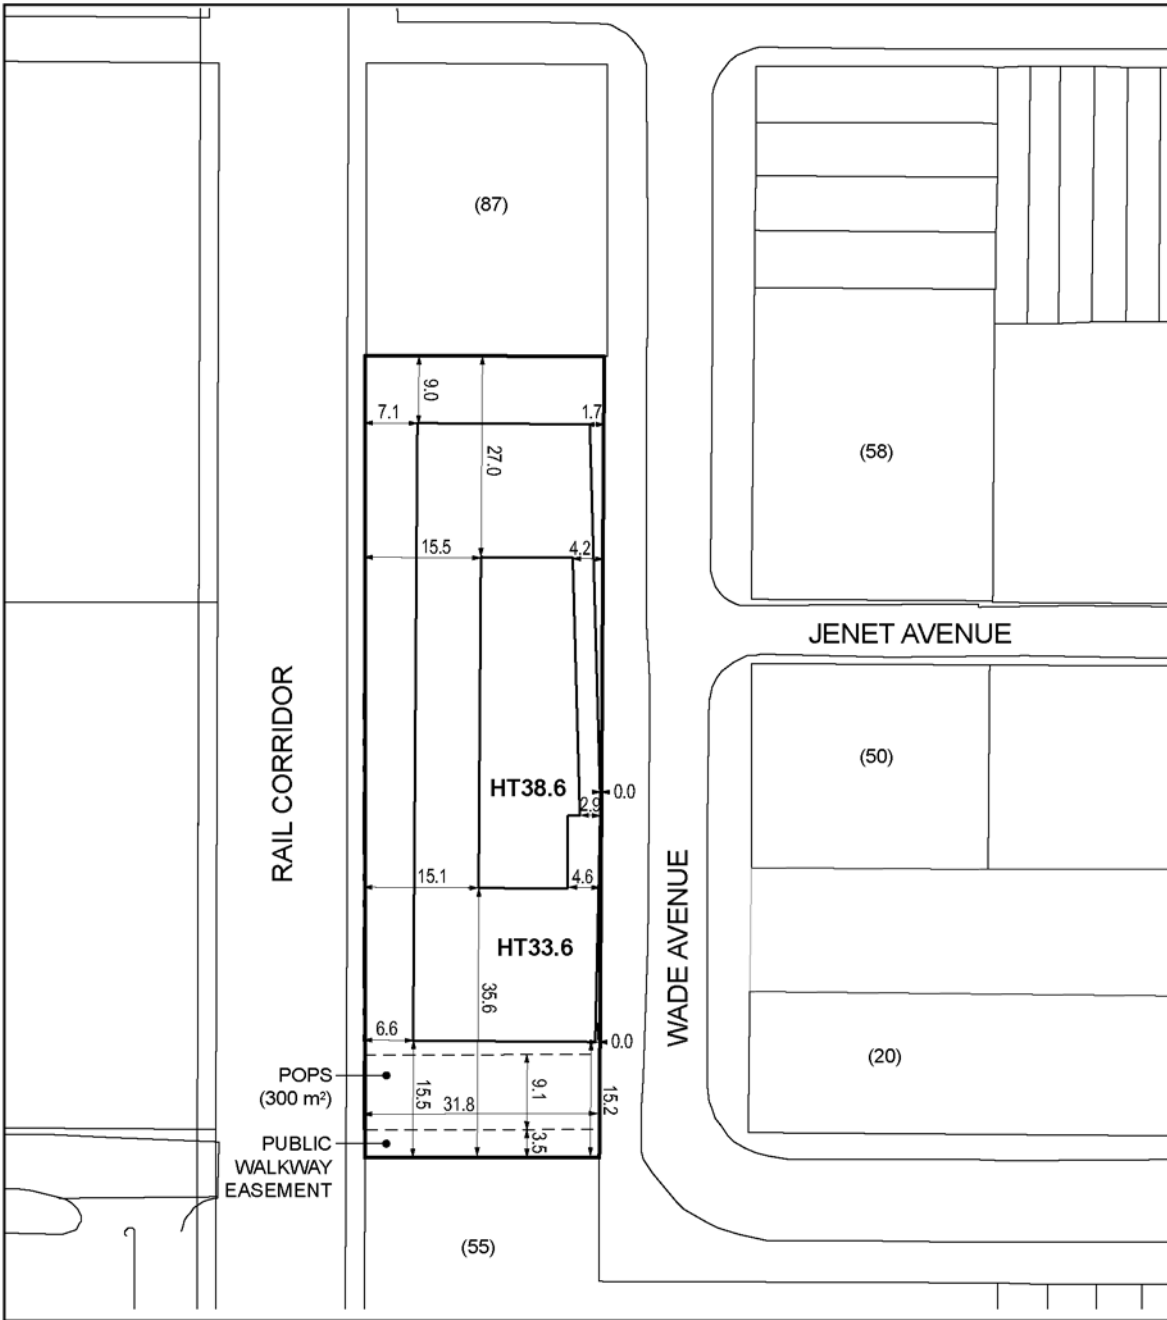 (87)
9.0
7.1
1.7
27.0
(58)
15.5
4.2
JENET AVENUE
RAIL CORRIDOR
(50)
HT38.6
0.0
2.9
WADE AVENUE
15.1
4.6
HT33.6
35.6
6.6
0.0
(20)
POPS
(300 m²)
15.5
9.1
15.2
31.8
PUBLIC
WALKWAY
EASEMENT
3.5
(55)